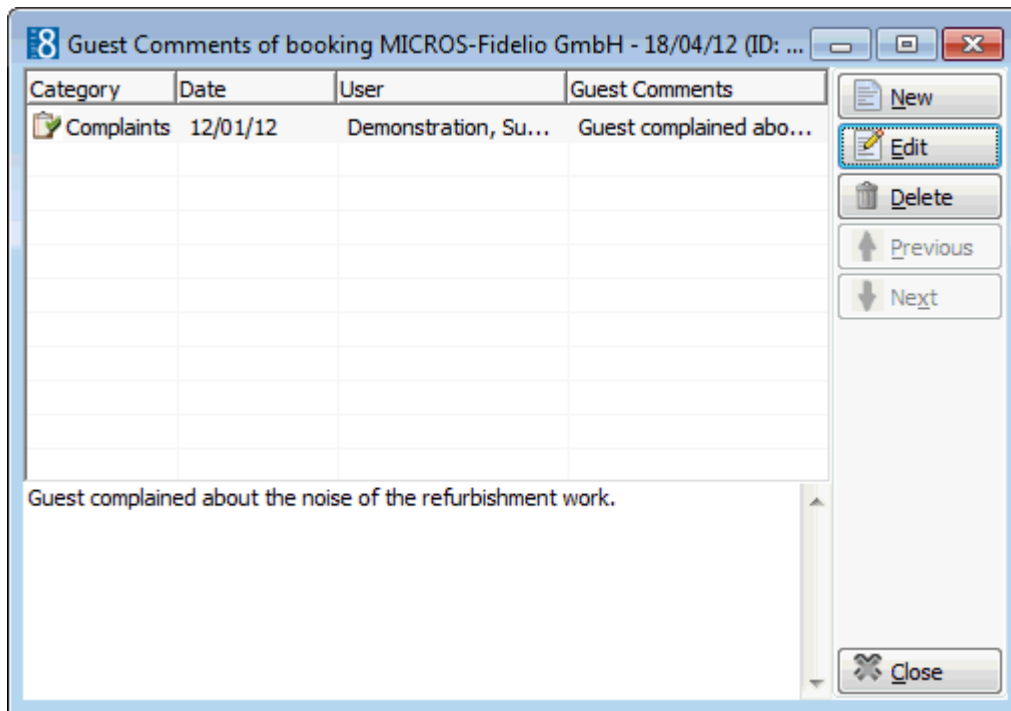 8 Guest Comments of booking MICROS-Fidelio GmbH - 18/04/12 (ID: ...
Category Date User Guest Comments
Complaints 12/01/12 Demonstration, Su... Guest complained abo...
Guest complained about the noise of the refurbishment work.
New
Edit
Delete
Previous
Next
Close